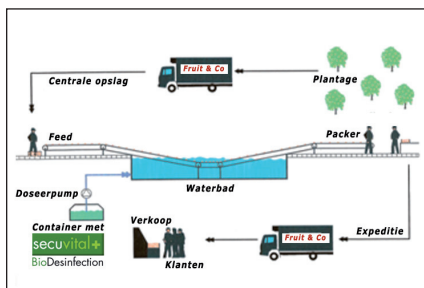 Fruit & Co
Centrale opslag
Plantage
Feed
Packer
Waterbad
Doseerpump
Container met
secuvital+
BioDesinfection
Verkoop
Klanten
Fruit & Co
Expeditie